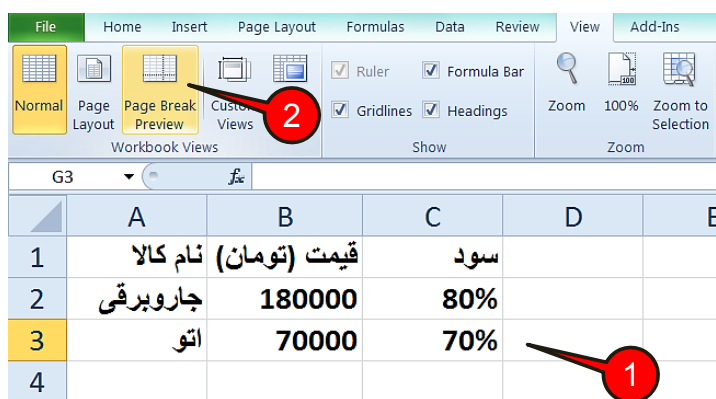 File Home Insert Page Layout Formulas Data Review View Add-Ins
Normal Page Layout Page Break Preview Views Ruler Formula Bar Gridlines Headings Zoom 100% Zoom to Selection
Workbook Views Show Zoom
2
G3 fx
A B C D E
1 نام کالا قیمت (تومان) سود
2 جاروبرقی 180000 80%
3 اتو 70000 70%
4
1